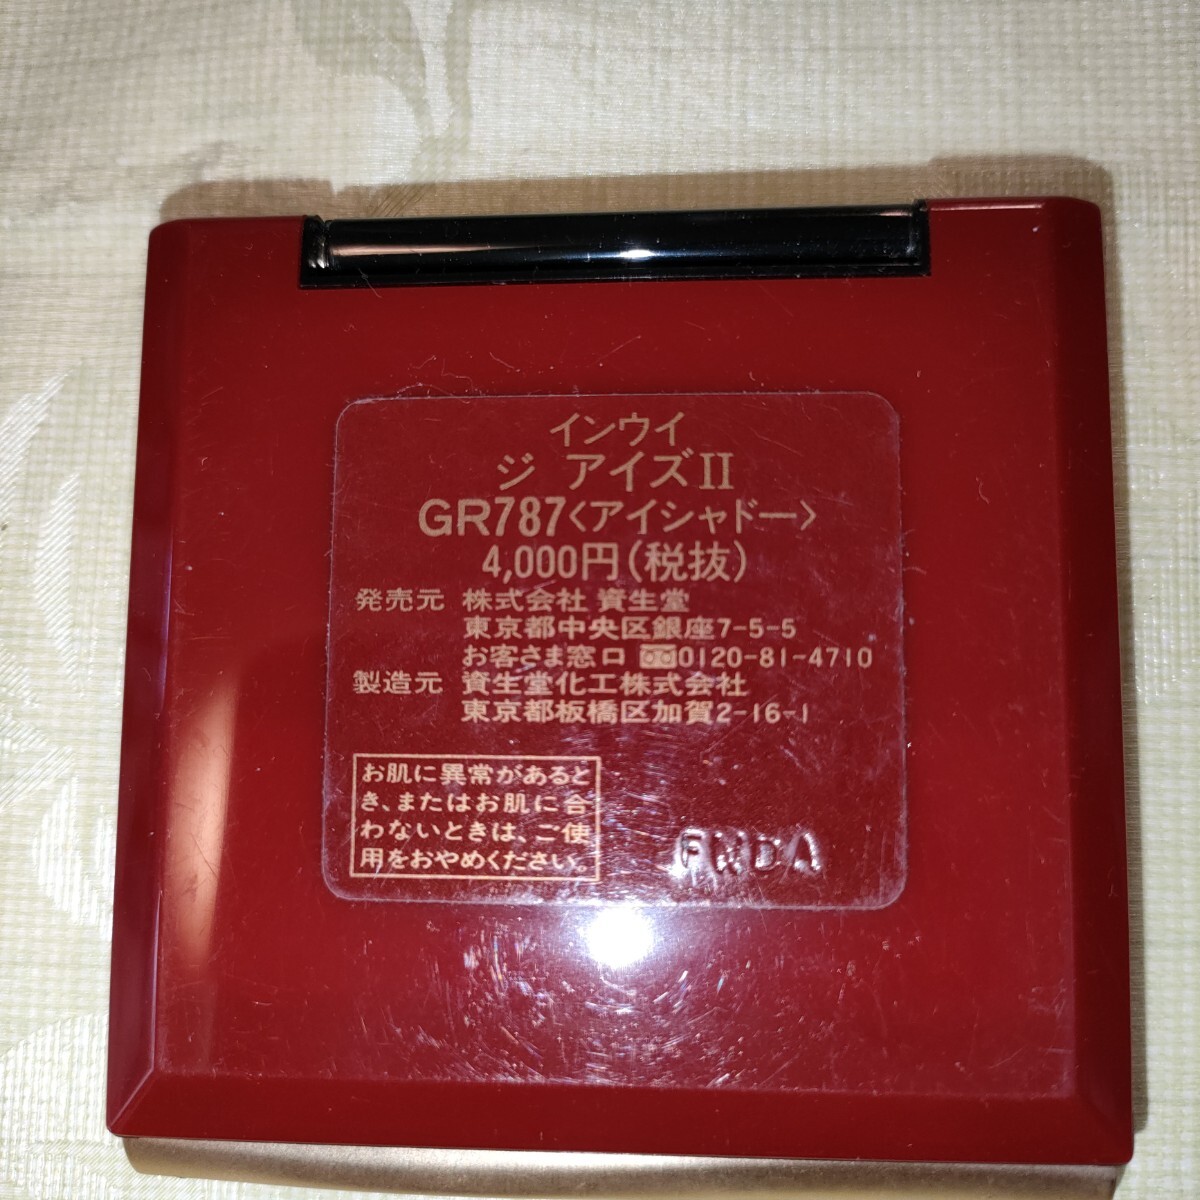 インウイ
ジ アイズII
GR787〈アイシャドー〉
4,000円(税抜)
発売元 株式会社 資生堂
東京都中央区銀座7-5-5
お客さま窓口 0120-81-4710
製造元 資生堂化工株式会社
東京都板橋区加賀2-16-1
お肌に異常があると
き、またはお肌に合
わないときは、ご使
用をおやめください。